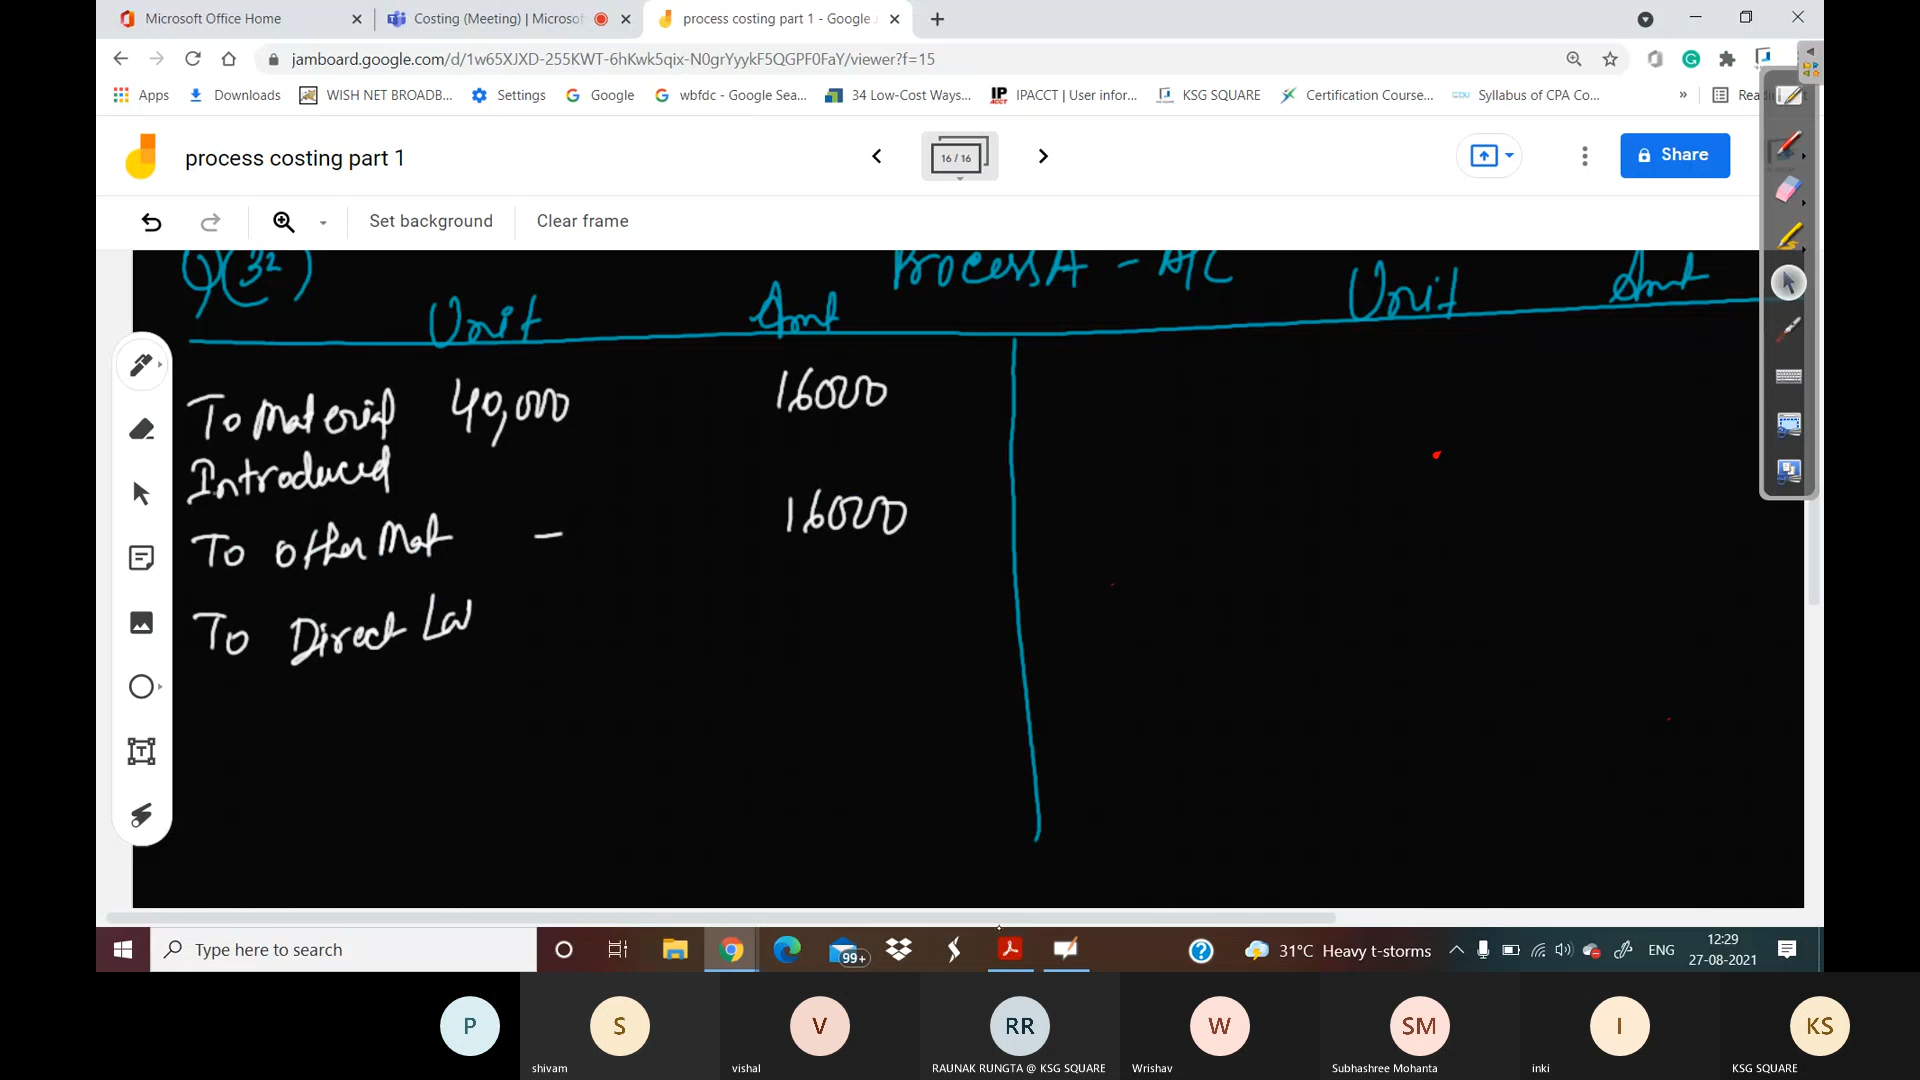 Microsoft Office Home
Costing (Meeting) | Microsof
process costing part 1 - Google J
jamboard.google.com/d/1w65XJXD-255KWT-6hKwk5qix-N0grYyykF5QGPF0FaY/viewer?f=15
Apps Downloads WISH NET BROADB... Settings Google wbfdc - Google Sea... 34 Low-Cost Ways... IPACCT | User infor... KSG SQUARE Certification Course... Syllabus of CPA Co... »
process costing part 1
16 / 16
Share
Set background Clear frame
Q(32) Process A - A/C
Unit Amt Unit Amt
To Material 40,000 16000
Introduced
To other Mat - 16000
To Direct La
Type here to search
99+
31°C Heavy t-storms
ENG
12:29
27-08-2021
P S V RR W SM I KS
shivam vishal RAUNAK RUNGTA @ KSG SQUARE Wrishav Subhashree Mohanta inki KSG SQUARE